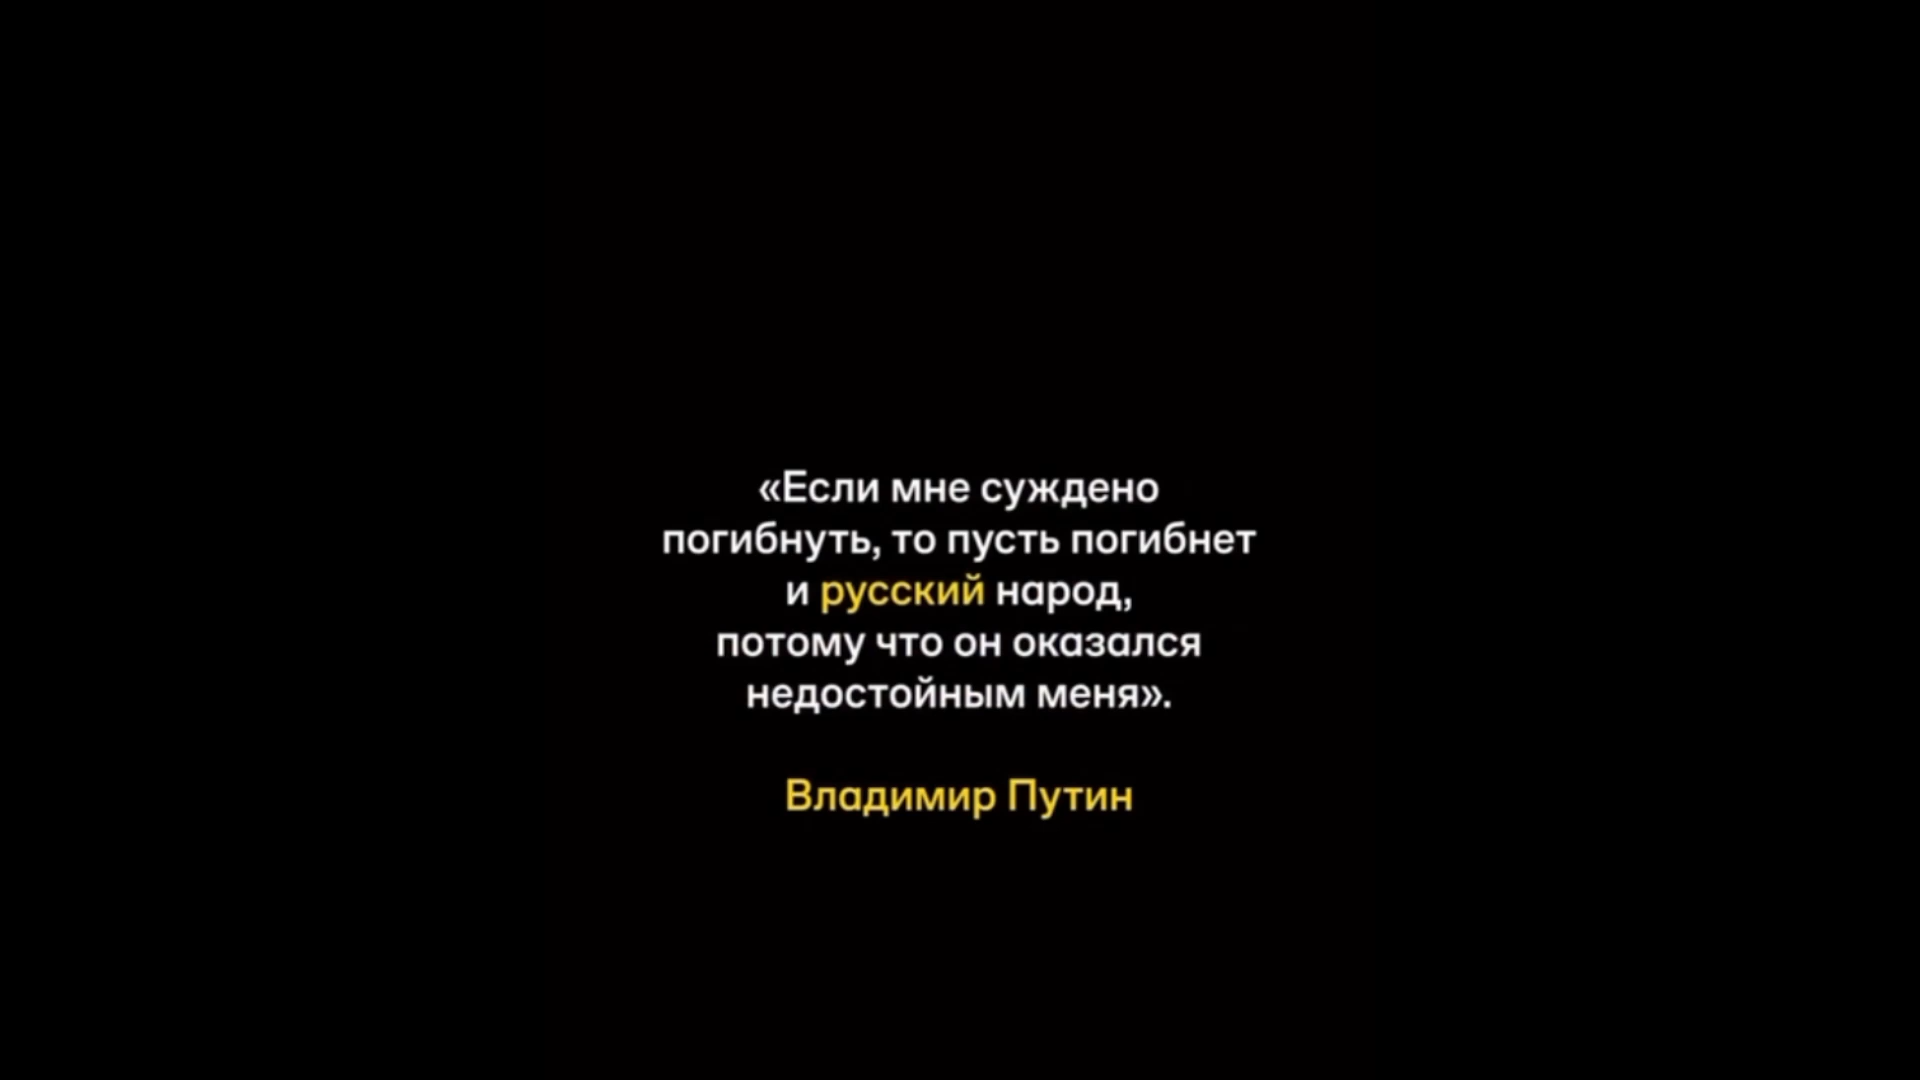 «Если мне суждено
погибнуть, то пусть погибнет
и русский народ,
потому что он оказался
недостойным меня».
Владимир Путин